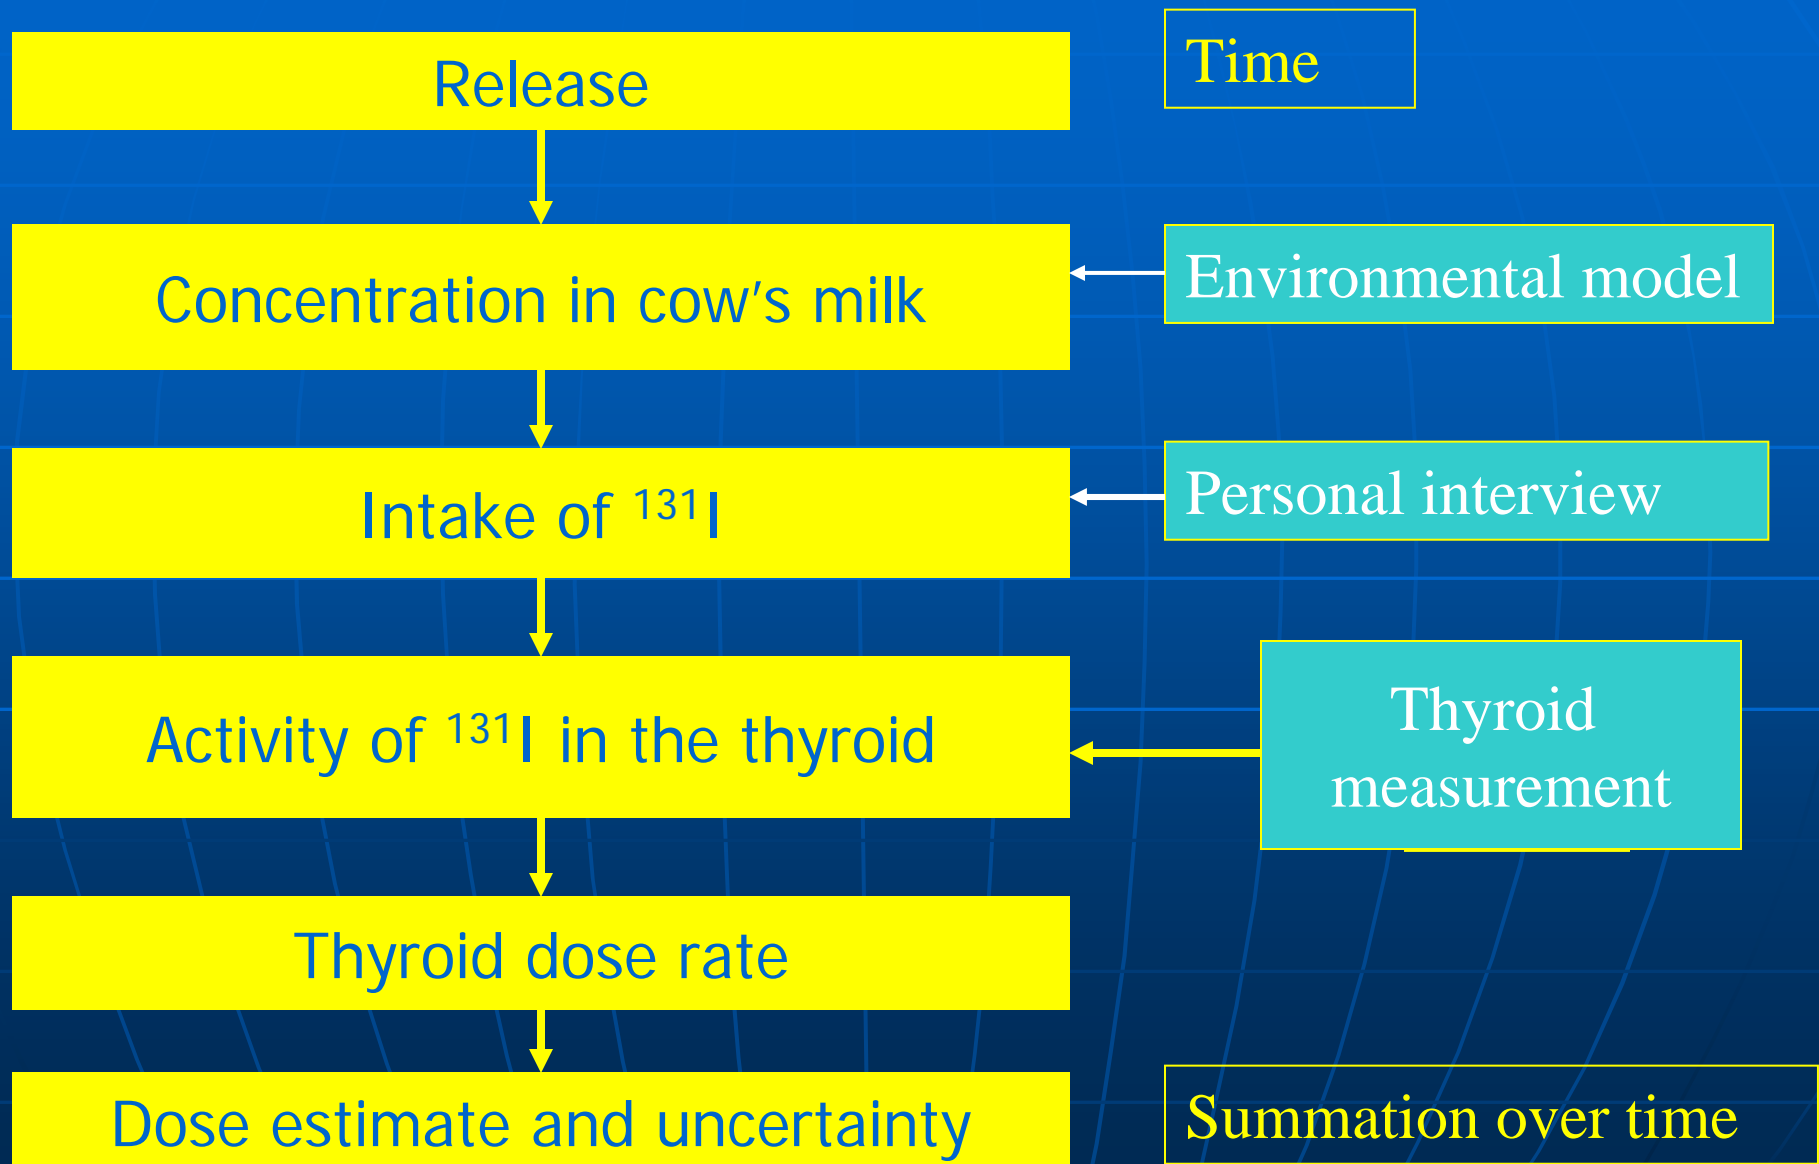 Release
Time
Concentration in cow's milk
Environmental model
Intake of ¹³¹I
Personal interview
Activity of ¹³¹I in the thyroid
Thyroid
measurement
Thyroid dose rate
Dose estimate and uncertainty
Summation over time